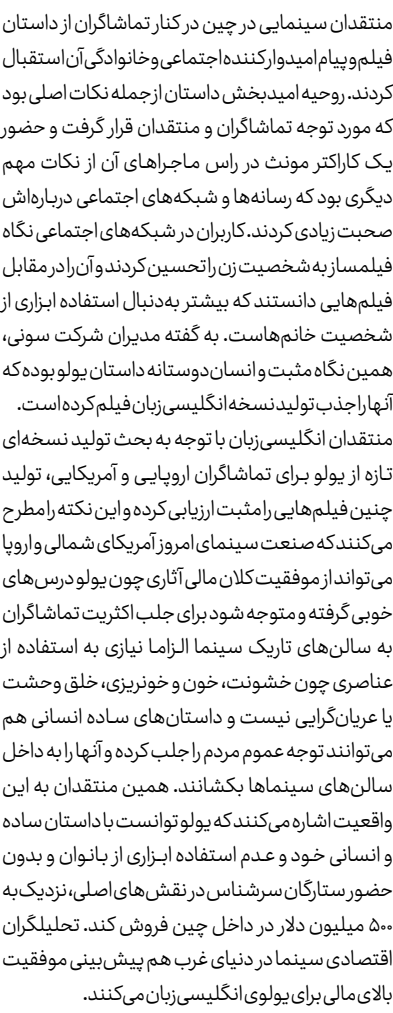 منتقدان سینمایی در چین در کنار تماشاگران از داستان
فیلم و پیام امیدوارکننده اجتماعی و خانوادگی آن استقبال
کردند. روحیه امیدبخش داستان از جمله نکات اصلی بود
که مورد توجه تماشاگران و منتقدان قرار گرفت و حضور
یک کاراکتر مونث در راس ماجراهای آن از نکات مهم
دیگری بود که رسانه‌ها و شبکه‌های اجتماعی درباره‌اش
صحبت زیادی کردند. کاربران در شبکه‌های اجتماعی نگاه
فیلمساز به شخصیت زن را تحسین کردند و آن را در مقابل
فیلم‌هایی دانستند که بیشتر به‌دنبال استفاده ابزاری از
شخصیت خانم‌هاست. به گفته مدیران شرکت سونی،
همین نگاه مثبت و انسان‌دوستانه داستان یولو بوده که
آنها را جذب تولید نسخه انگلیسی‌زبان فیلم کرده است.
منتقدان انگلیسی‌زبان با توجه به بحث تولید نسخه‌ای
تازه از یولو برای تماشاگران اروپایی و آمریکایی، تولید
چنین فیلم‌هایی را مثبت ارزیابی کرده و این نکته را مطرح
می‌کنند که صنعت سینمای امروز آمریکای شمالی و اروپا
می‌تواند از موفقیت کلان مالی آثاری چون یولو درس‌های
خوبی گرفته و متوجه شود برای جلب اکثریت تماشاگران
به سالن‌های تاریک سینما الزاما نیازی به استفاده از
عناصری چون خشونت، خون و خونریزی، خلق وحشت
یا عریان‌گرایی نیست و داستان‌های ساده انسانی هم
می‌توانند توجه عموم مردم را جلب کرده و آنها را به داخل
سالن‌های سینماها بکشانند. همین منتقدان به این
واقعیت اشاره می‌کنند که یولو توانست با داستان ساده
و انسانی خود و عدم استفاده ابزاری از بانوان و بدون
حضور ستارگان سرشناس در نقش‌های اصلی، نزدیک به
۵۰۰ میلیون دلار در داخل چین فروش کند. تحلیلگران
اقتصادی سینما در دنیای غرب هم پیش‌بینی موفقیت
بالای مالی برای یولوی انگلیسی‌زبان می‌کنند.